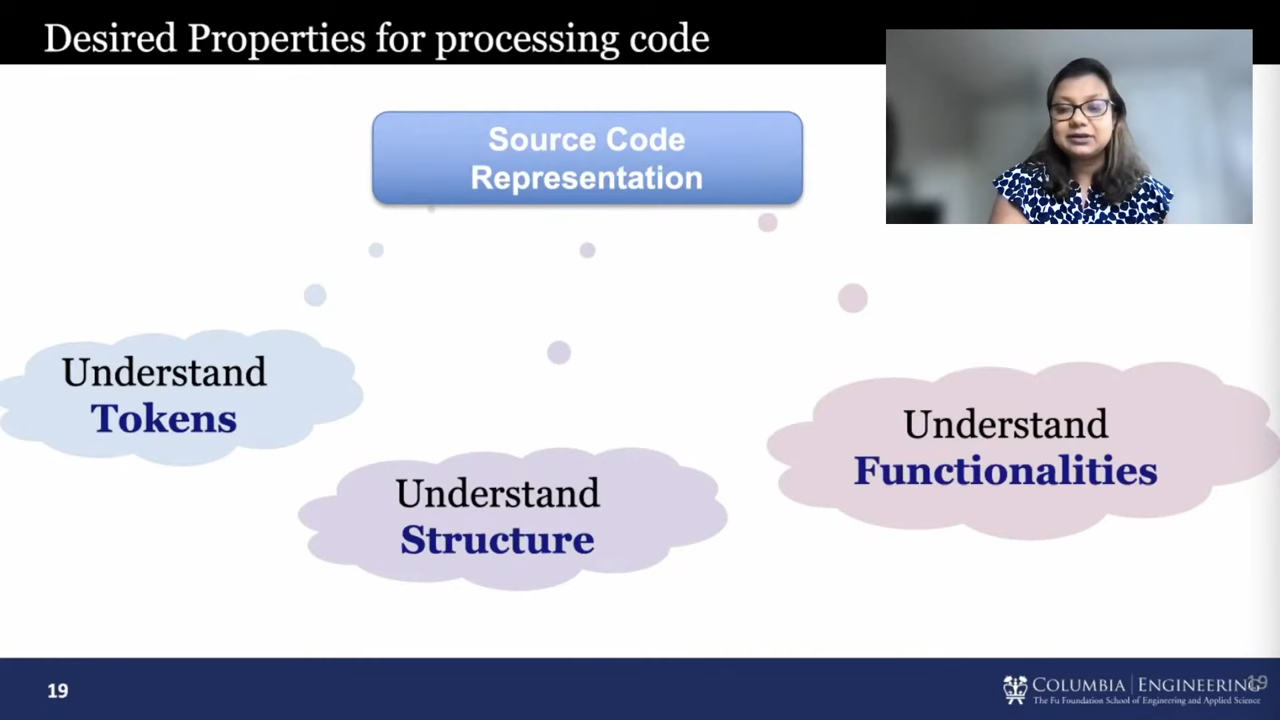 Desired Properties for processing code
Source Code
Representation
Understand
Tokens
Understand
Structure
Understand
Functionalities
19
COLUMBIA | ENGINEERING
The Fu Foundation School of Engineering and Applied Science
19